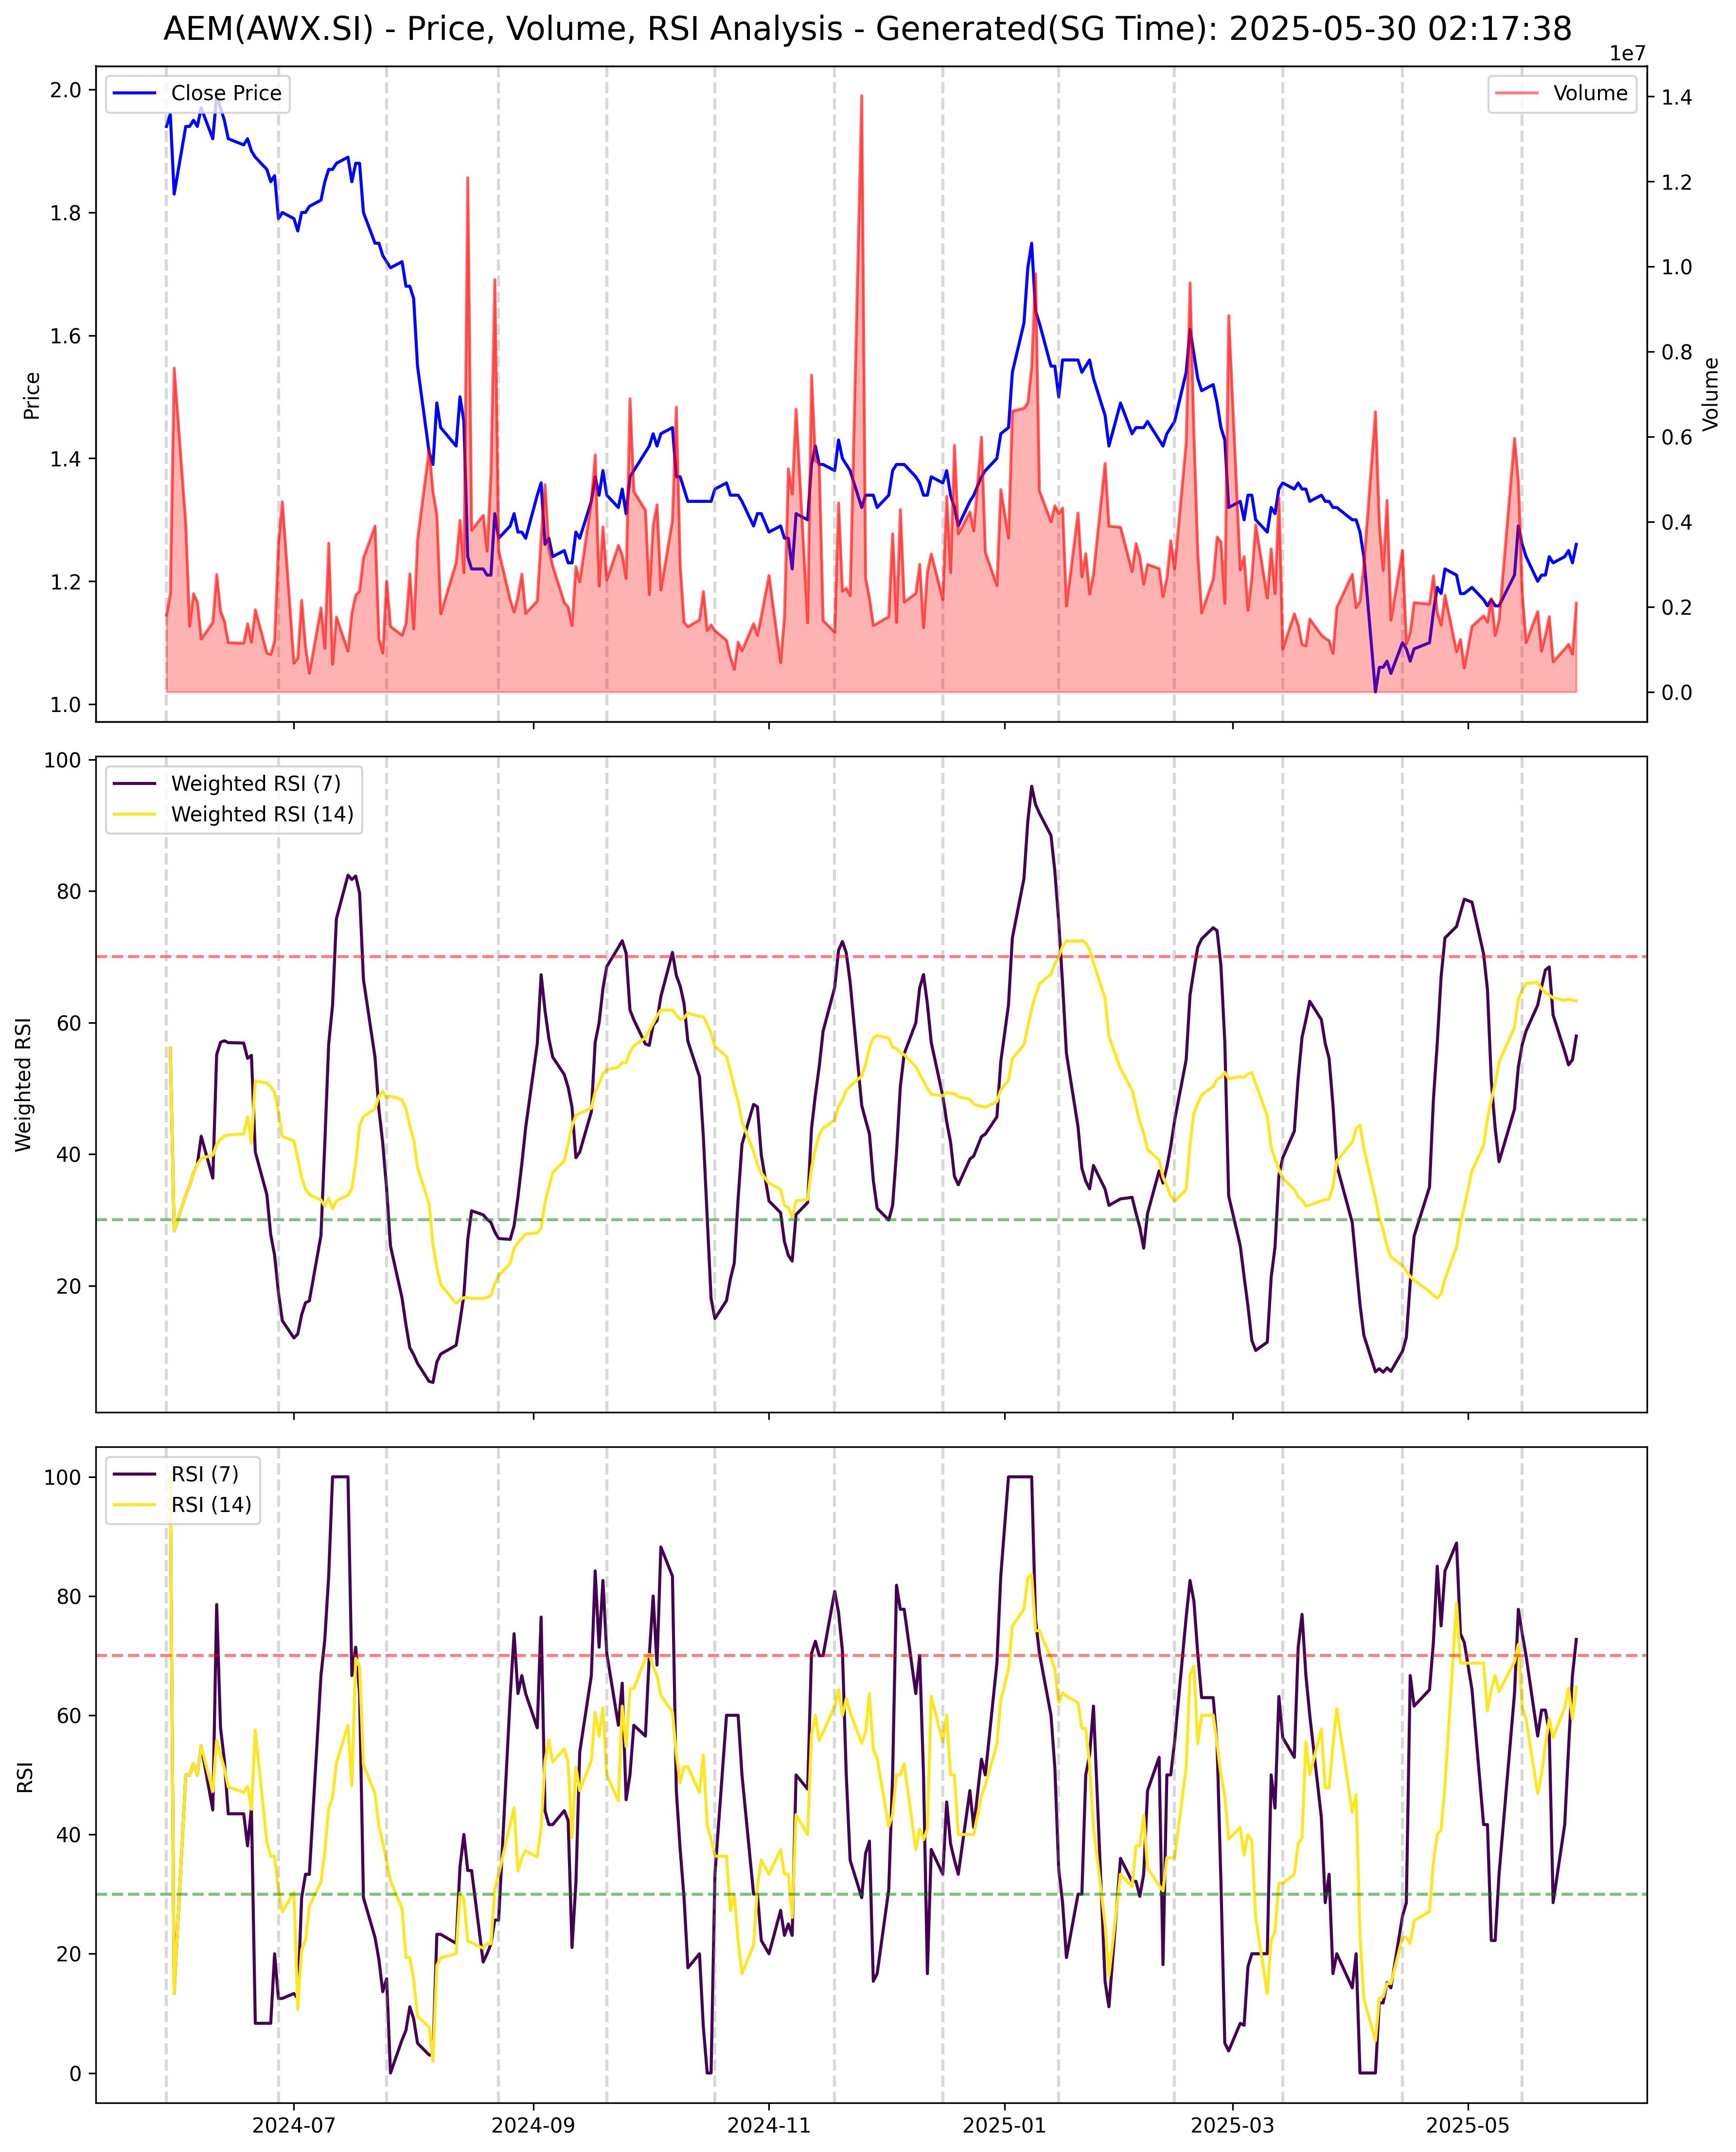 AEM(AWX.SI) - Price, Volume, RSI Analysis - Generated(SG Time): 2025-05-30 02:17:38
1e7
Close Price
Volume
2.0
1.8
1.6
1.4
1.2
1.0
Price
1.4
1.2
1.0
0.8
0.6
0.4
0.2
0.0
Volume
Weighted RSI (7)
Weighted RSI (14)
100
80
60
40
20
Weighted RSI
RSI (7)
RSI (14)
100
80
60
40
20
0
RSI
2024-07
2024-09
2024-11
2025-01
2025-03
2025-05